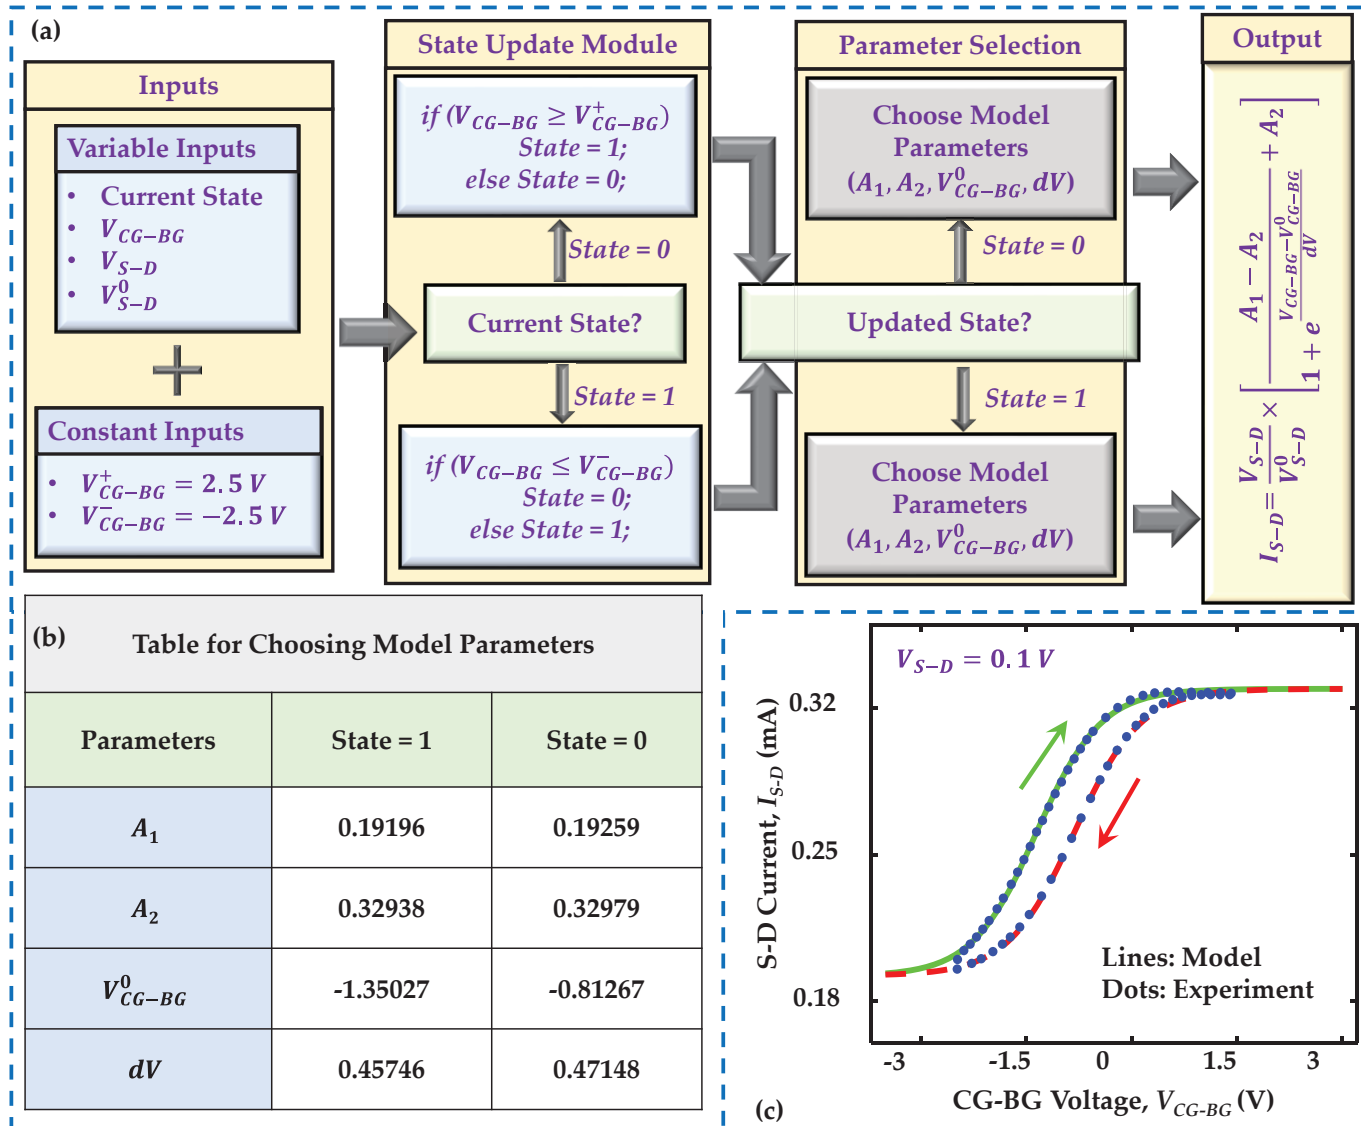 (a)
Inputs
Variable Inputs
• Current State
• V_{CG-BG}
• V_{S-D}
• V^0_{S-D}
+
Constant Inputs
• V^+_{CG-BG} = 2.5 V
• V^-_{CG-BG} = -2.5 V
State Update Module
if (V_{CG-BG} ≥ V^+_{CG-BG})
State = 1;
else State = 0;
State = 0
Current State?
State = 1
if (V_{CG-BG} ≤ V^-_{CG-BG})
State = 0;
else State = 1;
Parameter Selection
Choose Model
Parameters
(A_1, A_2, V^0_{CG-BG}, dV)
State = 0
Updated State?
State = 1
Choose Model
Parameters
(A_1, A_2, V^0_{CG-BG}, dV)
Output
I_{S-D} = \frac{V_{S-D}}{V^0_{S-D}} × [\frac{A_1 - A_2}{1 + e^{\frac{V_{CG-BG} - V^0_{CG-BG}}{dV}}} + A_2]
(b)
Table for Choosing Model Parameters
Parameters State = 1 State = 0
A_1 0.19196 0.19259
A_2 0.32938 0.32979
V^0_{CG-BG} -1.35027 -0.81267
dV 0.45746 0.47148
V_{S-D} = 0.1 V
S-D Current, I_{S-D} (mA)
0.32
0.25
0.18
Lines: Model
Dots: Experiment
-3 -1.5 0 1.5 3
CG-BG Voltage, V_{CG-BG} (V)
(c)